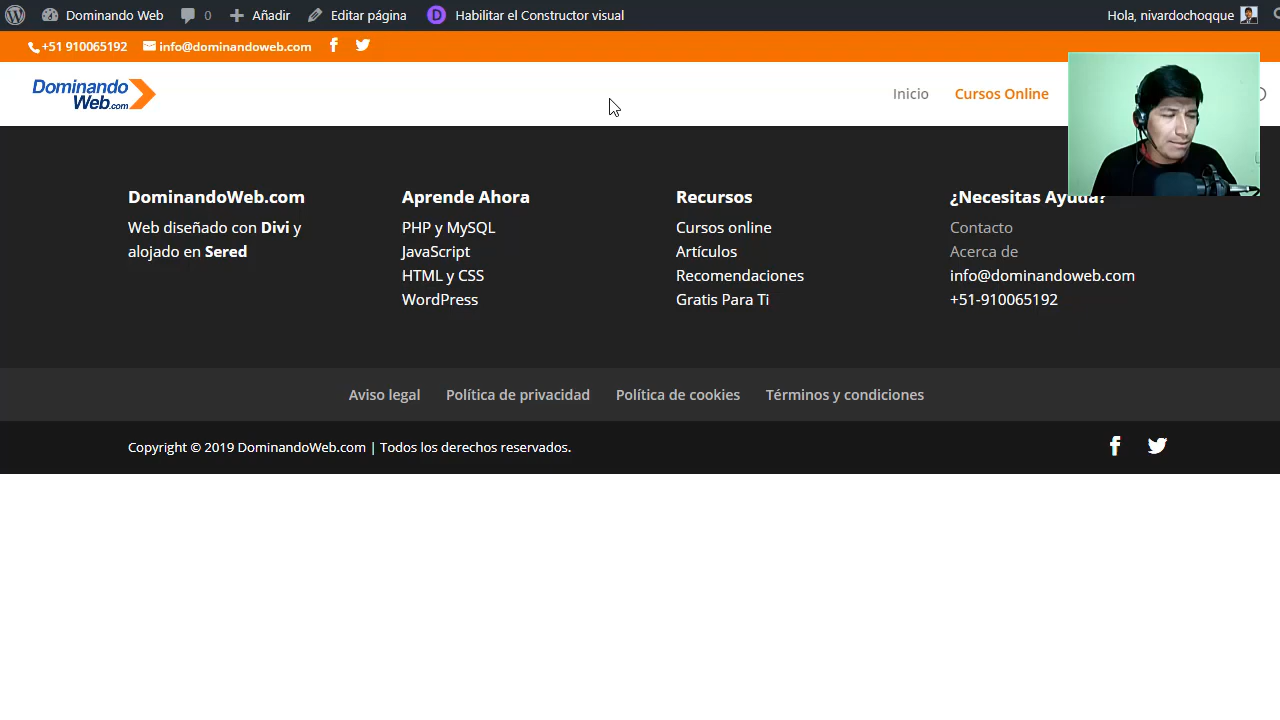 Dominando Web 0 Añadir Editar página Habilitar el Constructor visual Hola, nivardochoqque
+51 910065192 info@dominandoweb.com
Dominando
Web.com
Inicio Cursos Online
DominandoWeb.com
Web diseñado con Divi y
alojado en Sered
Aprende Ahora
PHP y MySQL
JavaScript
HTML y CSS
WordPress
Recursos
Cursos online
Artículos
Recomendaciones
Gratis Para Ti
¿Necesitas Ayuda?
Contacto
Acerca de
info@dominandoweb.com
+51-910065192
Aviso legal Política de privacidad Política de cookies Términos y condiciones
Copyright © 2019 DominandoWeb.com | Todos los derechos reservados.